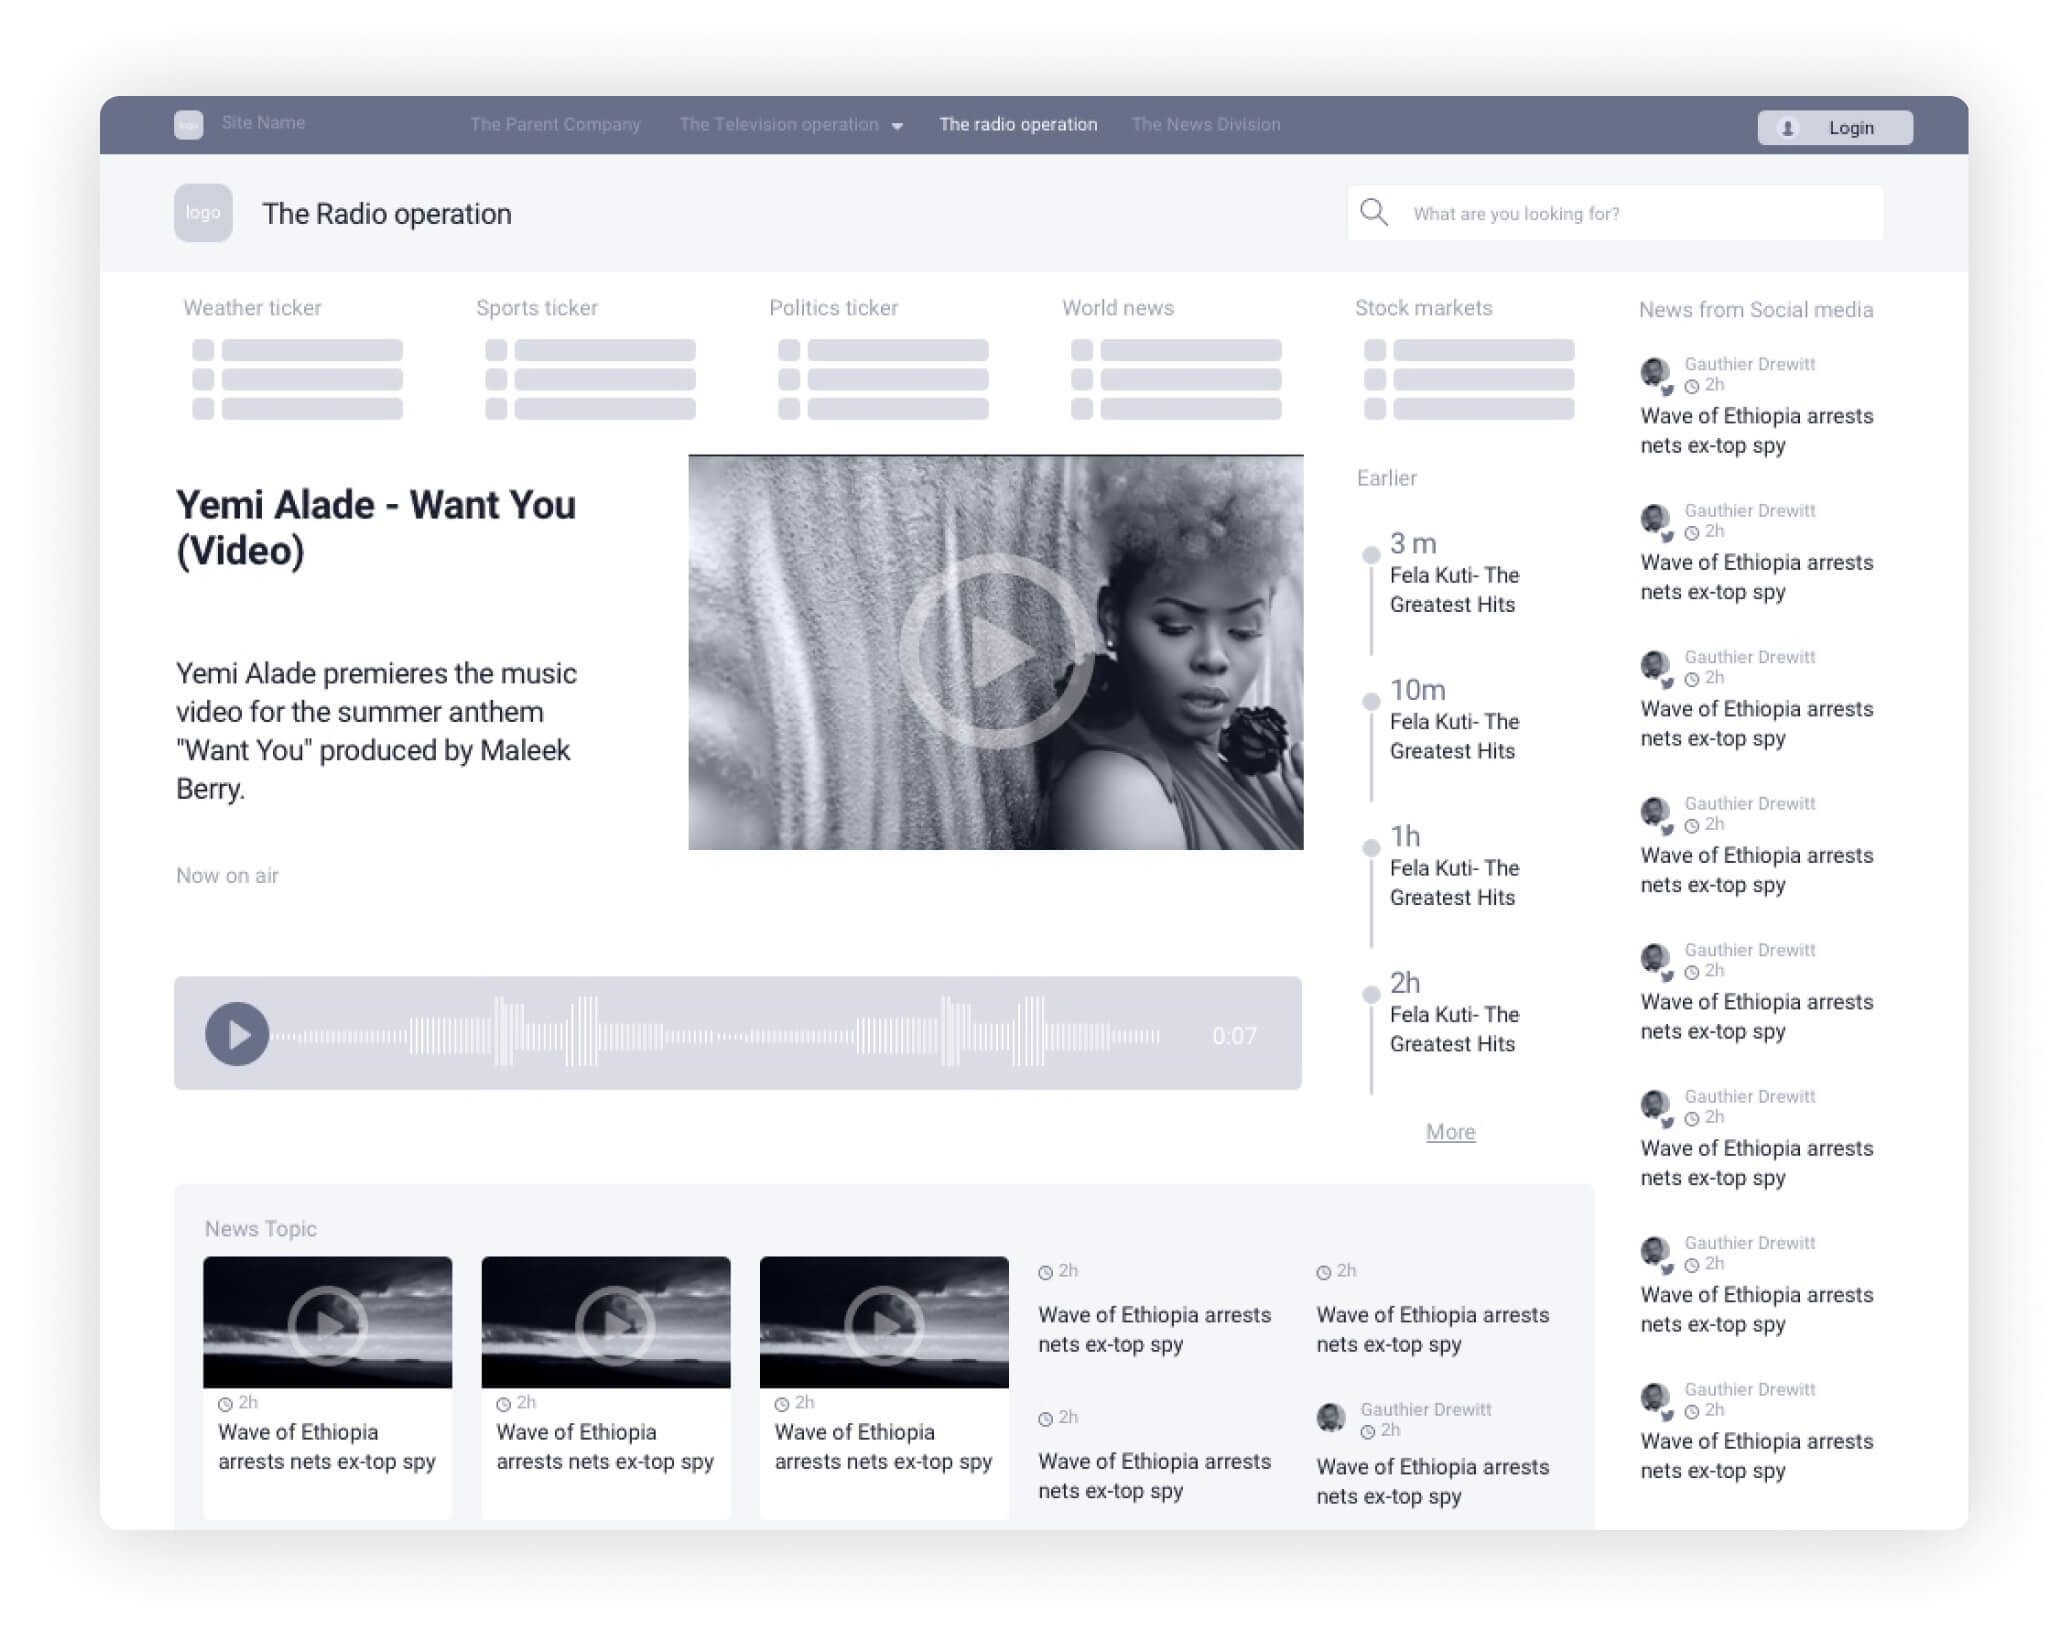 Site Name
The Parent Company
The Television operation
The radio operation
The News Division
Login
logo
The Radio operation
What are you looking for?
Weather ticker
Sports ticker
Politics ticker
World news
Stock markets
Yemi Alade - Want You
(Video)
Yemi Alade premieres the music
video for the summer anthem
"Want You" produced by Maleek
Berry.
Now on air
0:07
Earlier
3 m
Fela Kuti- The
Greatest Hits
10m
Fela Kuti- The
Greatest Hits
1h
Fela Kuti- The
Greatest Hits
2h
Fela Kuti- The
Greatest Hits
More
News from Social media
Gauthier Drewitt
2h
Wave of Ethiopia arrests
nets ex-top spy
Gauthier Drewitt
2h
Wave of Ethiopia arrests
nets ex-top spy
Gauthier Drewitt
2h
Wave of Ethiopia arrests
nets ex-top spy
Gauthier Drewitt
2h
Wave of Ethiopia arrests
nets ex-top spy
Gauthier Drewitt
2h
Wave of Ethiopia arrests
nets ex-top spy
Gauthier Drewitt
2h
Wave of Ethiopia arrests
nets ex-top spy
Gauthier Drewitt
2h
Wave of Ethiopia arrests
nets ex-top spy
Gauthier Drewitt
2h
Wave of Ethiopia arrests
nets ex-top spy
News Topic
2h
Wave of Ethiopia
arrests nets ex-top spy
2h
Wave of Ethiopia
arrests nets ex-top spy
2h
Wave of Ethiopia
arrests nets ex-top spy
2h
Wave of Ethiopia arrests
nets ex-top spy
2h
Wave of Ethiopia arrests
nets ex-top spy
2h
Wave of Ethiopia arrests
nets ex-top spy
Gauthier Drewitt
2h
Wave of Ethiopia arrests
nets ex-top spy